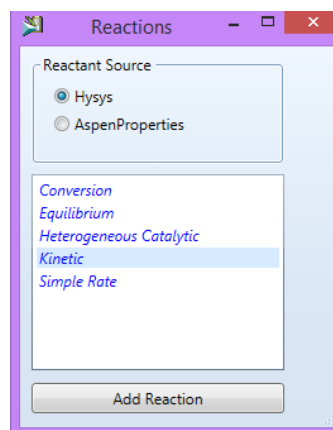 Reactions
Reactant Source
Hysys
AspenProperties
Conversion
Equilibrium
Heterogeneous Catalytic
Kinetic
Simple Rate
Add Reaction